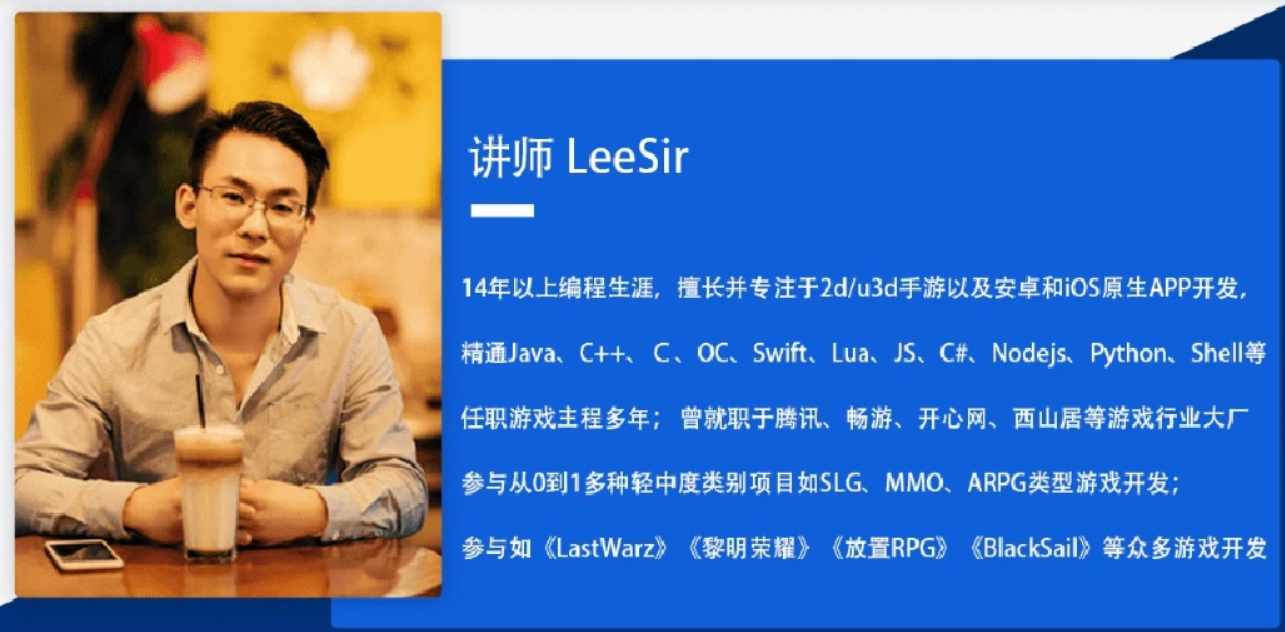 讲师 LeeSir
14年以上编程生涯，擅长并专注于2d/u3d手游以及安卓和iOS原生APP开发，
精通Java、C++、C、OC、Swift、Lua、JS、C#、Nodejs、Python、Shell等
任职游戏主程多年；曾就职于腾讯、畅游、开心网、西山居等游戏行业大厂
参与从0到1多种轻中度类别项目如SLG、MMO、ARPG类型游戏开发；
参与如《LastWarz》《黎明荣耀》《放置RPG》《BlackSail》等众多游戏开发